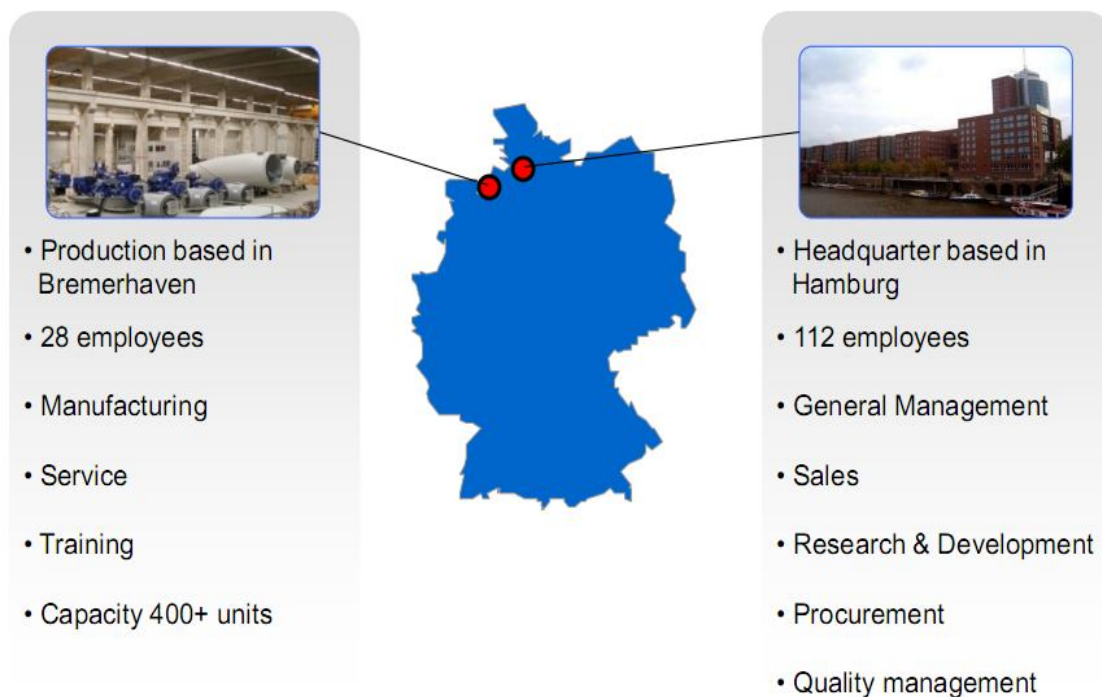 • Production based in
Bremerhaven
• 28 employees
• Manufacturing
• Service
• Training
• Capacity 400+ units
• Headquarter based in
Hamburg
• 112 employees
• General Management
• Sales
• Research & Development
• Procurement
• Quality management